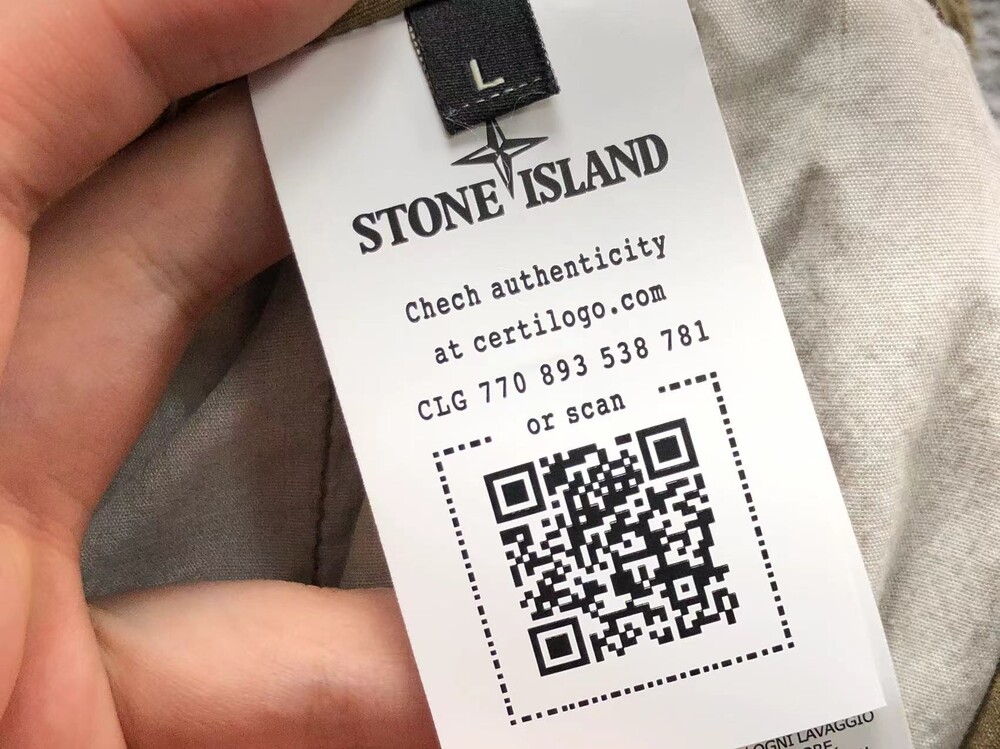 L
STONE ISLAND
Chech authenticity
at certilogo.com
CLG 770 893 538 781
or scan
OGNI LAVAGGIO